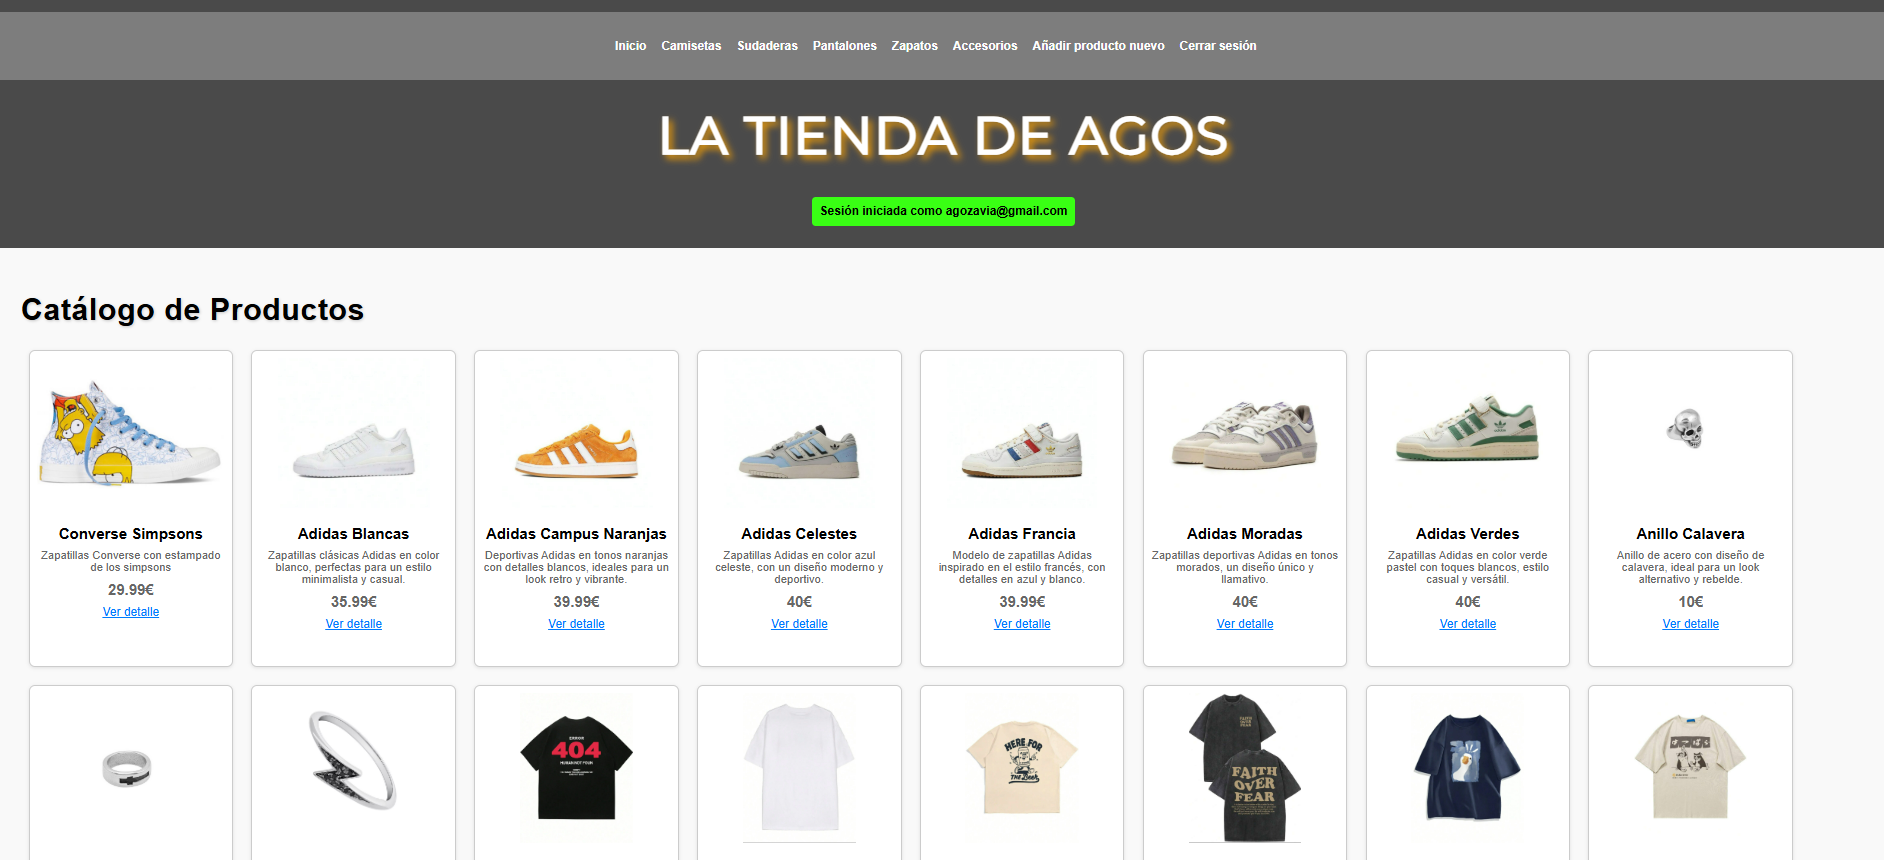 Inicio Camisetas Sudaderas Pantalones Zapatos Accesorios Añadir producto nuevo Cerrar sesión
LA TIENDA DE AGOS
Sesión iniciada como agozavia@gmail.com
Catálogo de Productos
Converse Simpsons
Zapatillas Converse con estampado
de los simpsons
29.99€
Ver detalle
Adidas Blancas
Zapatillas clásicas Adidas en color
blanco, perfectas para un estilo
minimalista y casual.
35.99€
Ver detalle
Adidas Campus Naranjas
Deportivas Adidas en tonos naranjas
con detalles blancos, ideales para un
look retro y vibrante.
39.99€
Ver detalle
Adidas Celestes
Zapatillas Adidas en color azul
celeste, con un diseño moderno y
deportivo.
40€
Ver detalle
Adidas Francia
Modelo de zapatillas Adidas
inspirado en el estilo francés, con
detalles en azul y blanco.
39.99€
Ver detalle
Adidas Moradas
Zapatillas deportivas Adidas en tonos
morados, un diseño único y
llamativo.
40€
Ver detalle
Adidas Verdes
Zapatillas Adidas en color verde
pastel con toques blancos, estilo
casual y versátil.
40€
Ver detalle
Anillo Calavera
Anillo de acero con diseño de
calavera, ideal para un look
alternativo y rebelde.
10€
Ver detalle
ERROR
404
HUMAN NOT FOUN
HERE FOR
The Beer
FAITH
OVER
FEAR
FAITH
OVER
FEAR